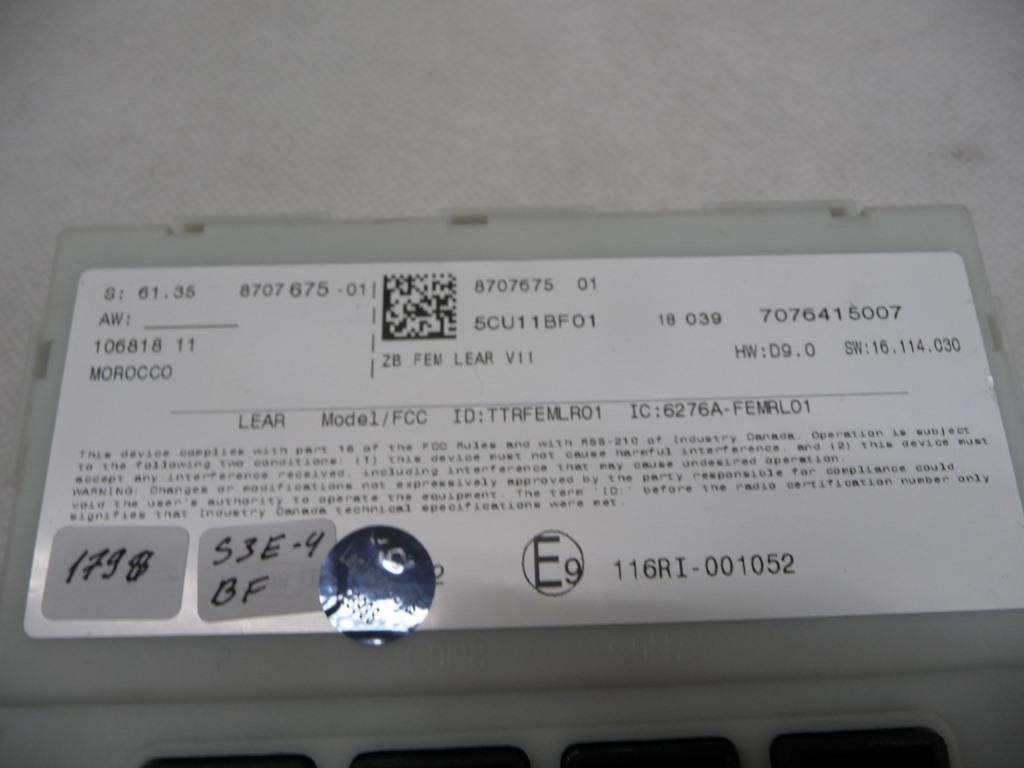 S: 61.35 8707675-01
AW:
106818 11
MOROCCO
8707675 01
5CU11BF01 18 039 7076415007
ZB FEM LEAR V11 HW:D9.0 SW:16.114.030
LEAR Model/FCC ID:TTRFEMLR01 IC:6276A-FEMRL01
This device complies with part 15 of the FCC Rules and with RSS-210 of Industry Canada. Operation is subject
to the following two conditions: (1) this device must not cause harmful interference, and (2) this device must
accept any interference received, including interference that may cause undesired operation.
WARNING: Changes or modifications not expressively approved by the party responsible for compliance could
void the user's authority to operate the equipment. The term 'IC:' before the radio certification number only
signifies that Industry Canada technical specifications were met.
1798
S3E-4
BF
2
E9 116RI-001052